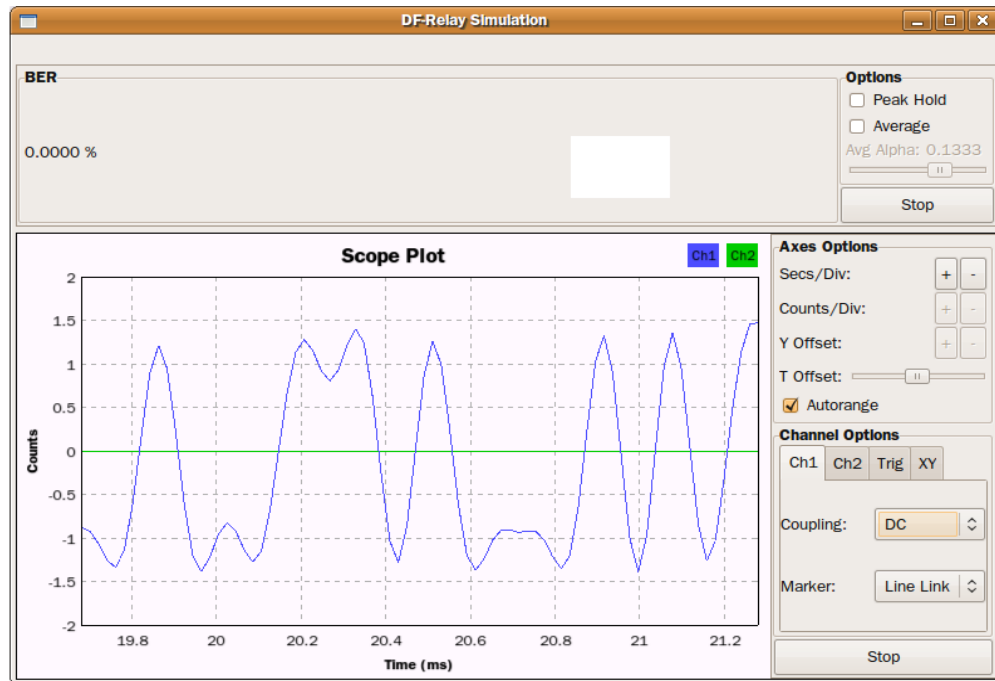 DF-Relay Simulation
BER
0.0000 %
Options
Peak Hold
Average
Avg Alpha: 0.1333
Stop
Scope Plot
Ch1 Ch2
2
1.5
1
0.5
0
-0.5
-1
-1.5
-2
Counts
19.8 20 20.2 20.4 20.6 20.8 21 21.2
Time (ms)
Axes Options
Secs/Div: + -
Counts/Div: + -
Y Offset: + -
T Offset:
Autorange
Channel Options
Ch1 Ch2 Trig XY
Coupling: DC
Marker: Line Link
Stop